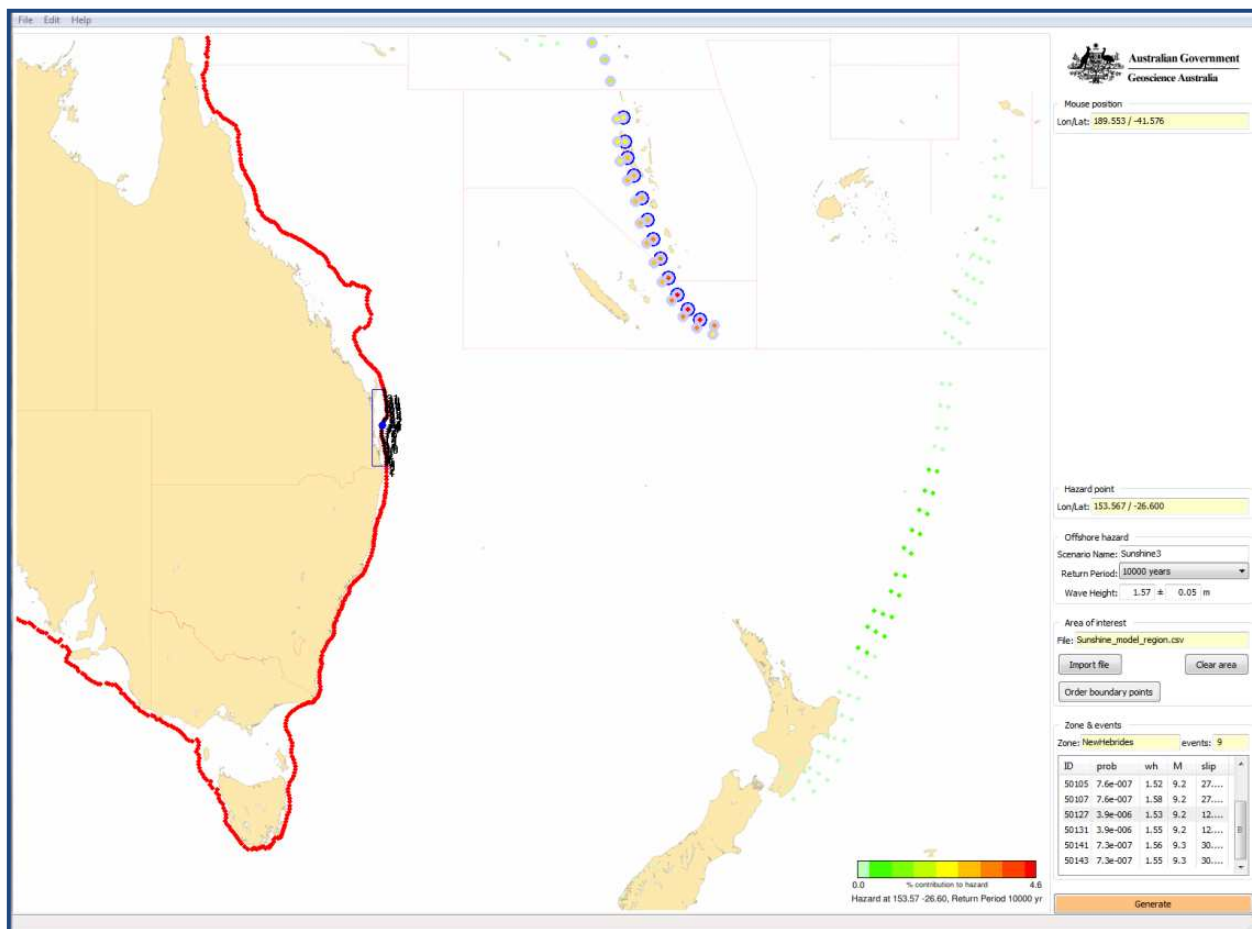 File Edit Help
Australian Government
Geoscience Australia
Mouse position
Lon/Lat: 189.553 / -41.576
Hazard point
Lon/Lat: 153.567 / -26.600
Offshore hazard
Scenario Name: Sunshine3
Return Period: 10000 years
Wave Height: 1.57 ± 0.05 m
Area of interest
File: Sunshine_model_region.csv
Import file Clear area
Order boundary points
Zone & events
Zone: NewHebrides events: 9
ID prob wh M slip
50105 7.6e-007 1.52 9.2 27....
50107 7.6e-007 1.58 9.2 27....
50127 3.9e-006 1.53 9.2 12....
50131 3.9e-006 1.55 9.2 12....
50141 7.3e-007 1.56 9.3 30....
50143 7.3e-007 1.55 9.3 30....
Generate
0.0 % contribution to hazard 4.6
Hazard at 153.57 -26.60, Return Period 10000 yr